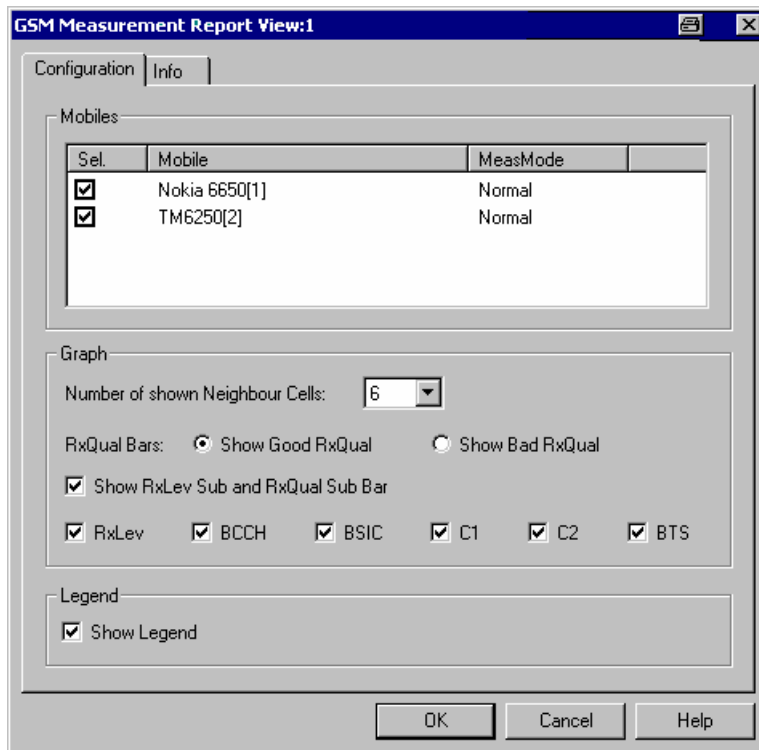 GSM Measurement Report View:1
Configuration
Info
Mobiles
Sel. Mobile MeasMode
Nokia 6650[1] Normal
TM6250[2] Normal
Graph
Number of shown Neighbour Cells: 6
RxQual Bars: Show Good RxQual Show Bad RxQual
Show RxLev Sub and RxQual Sub Bar
RxLev BCCH BSIC C1 C2 BTS
Legend
Show Legend
OK Cancel Help